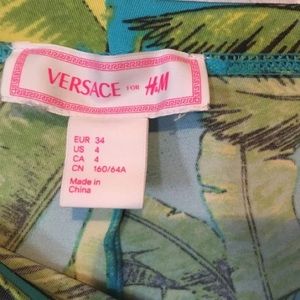 VERSACE FOR H&M
EUR 34
US 4
CA 4
CN 160/64A
Made in
China